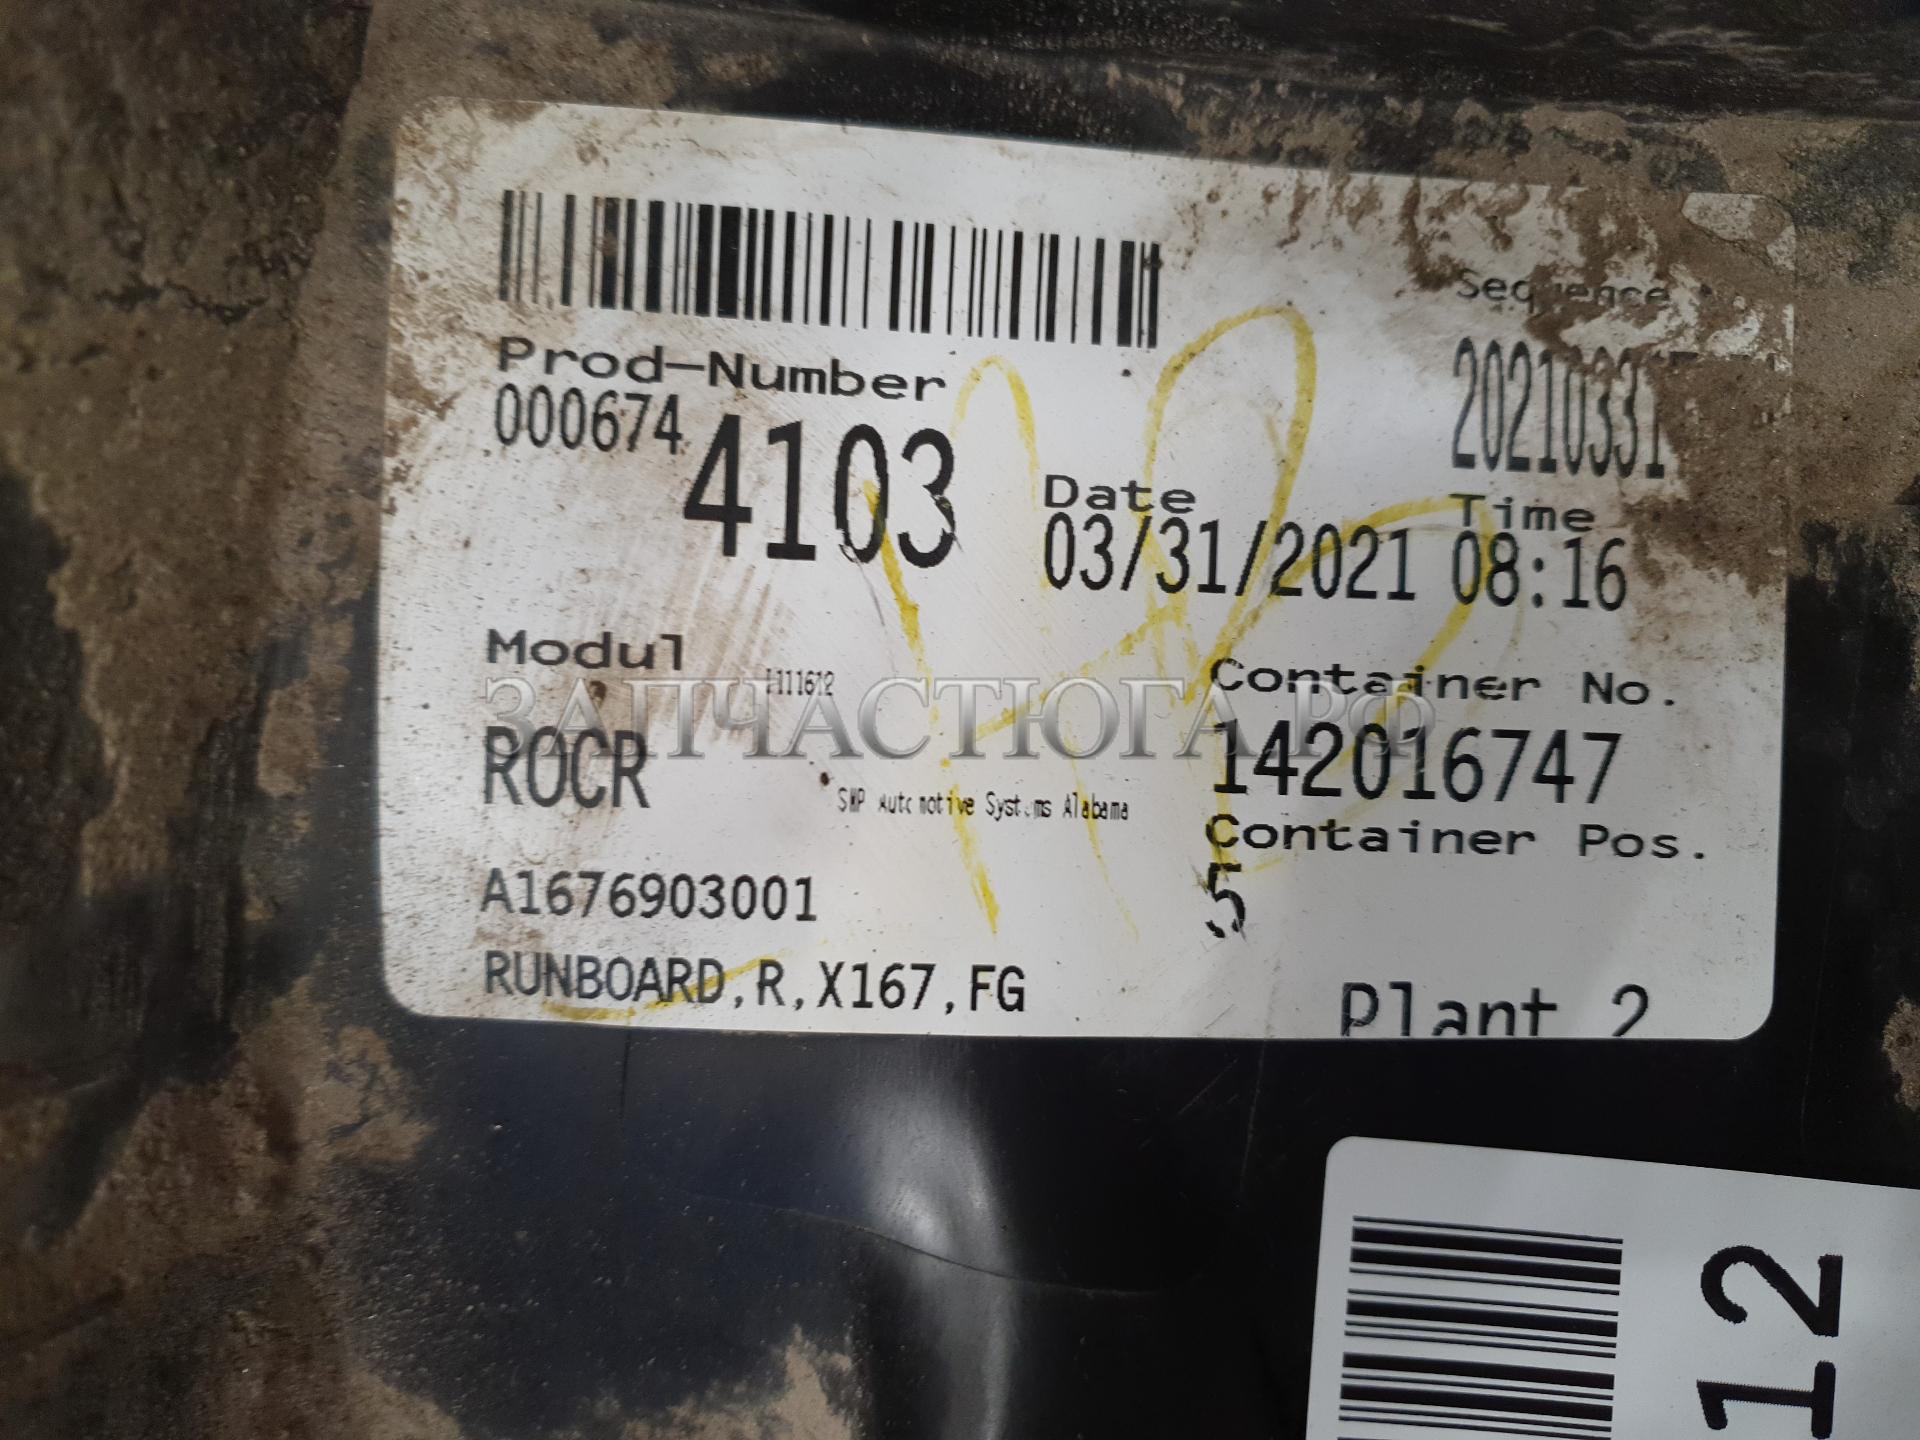 Sequence
Prod-Number
20210331
000674 4103
Date
Time
03/31/2021 08:16
Modul
Container No.
ЗАПЧАСТЮГА.РФ
ROCR
142016747
SMP Automotive Systems Alabama
Container Pos.
A1676903001
5
RUNBOARD,R,X167,FG
Plant 2
12